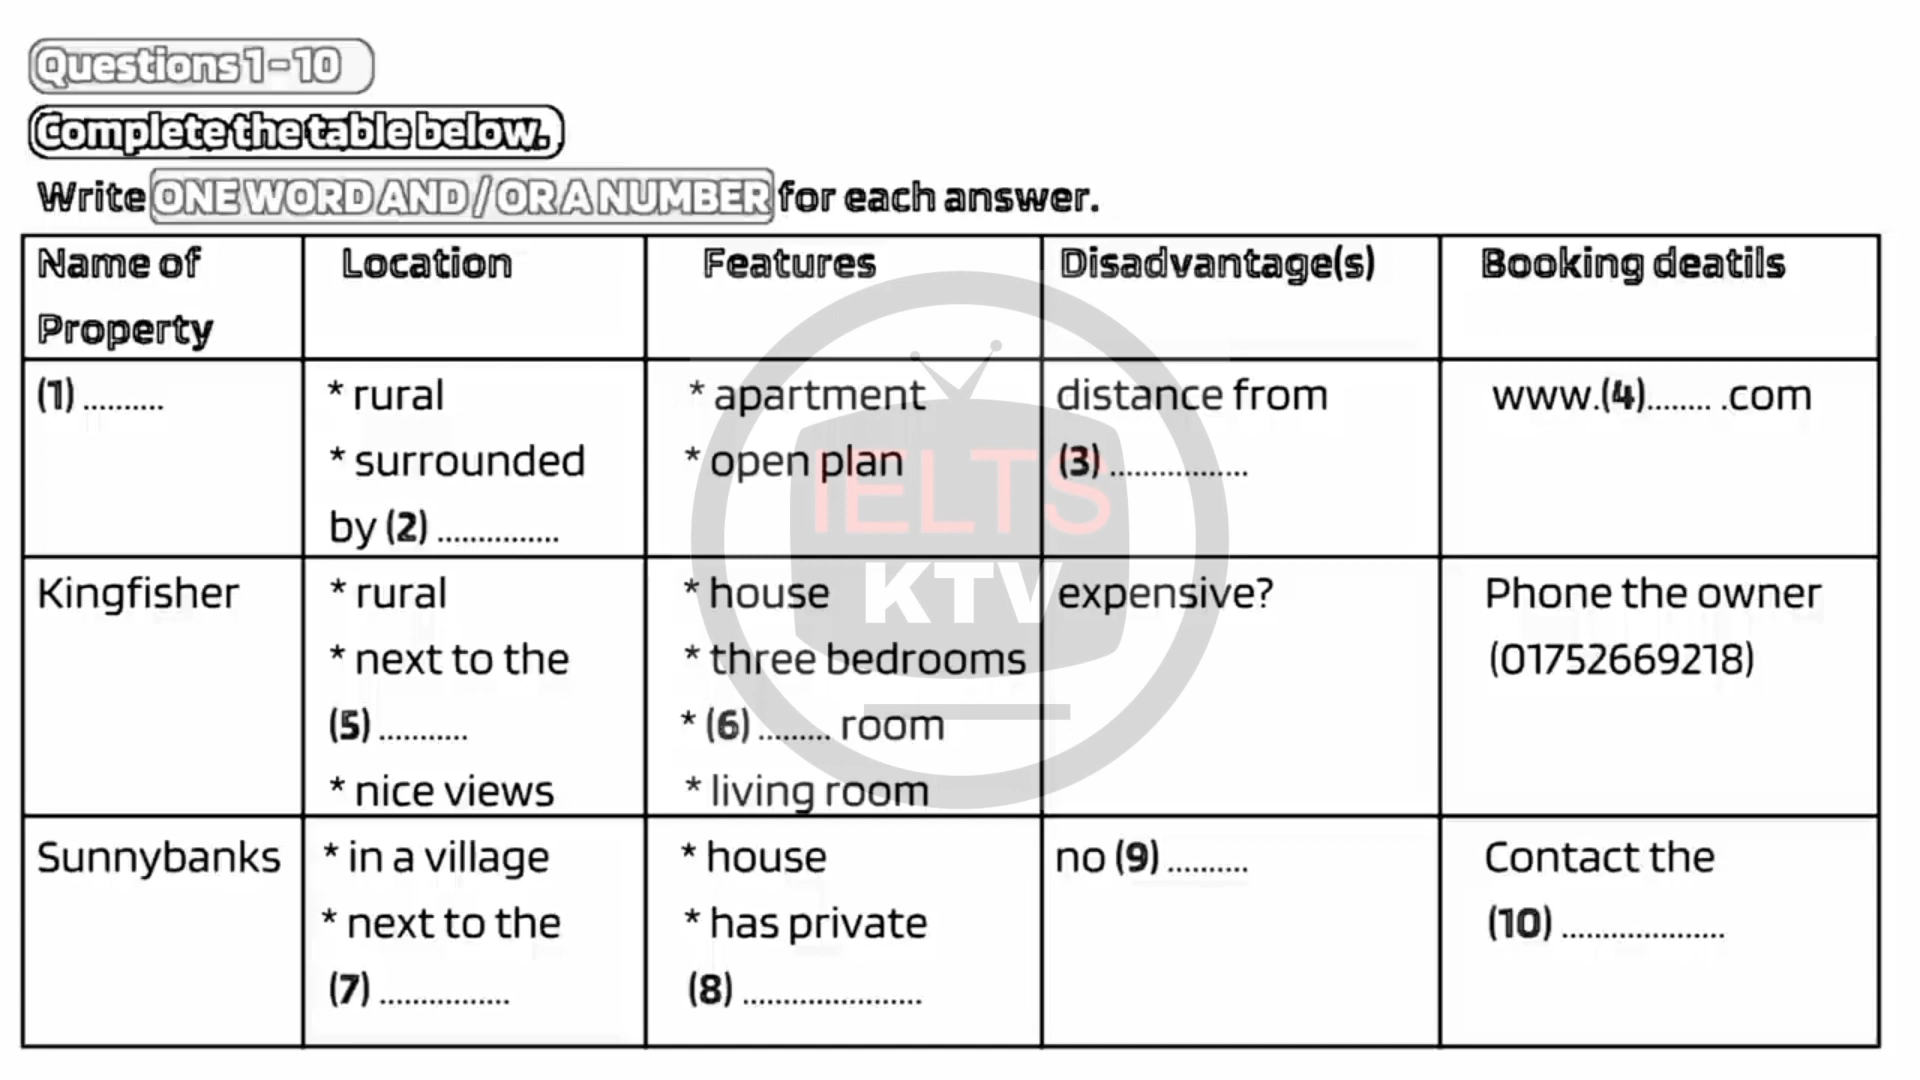 Questions 1 - 10
Complete the table below.
Write ONE WORD AND / OR A NUMBER for each answer.
Name of
Property
Location
Features
Disadvantage(s)
Booking deatils
(1) ..........
* rural
* surrounded
by (2) ...............
* apartment
* open plan
distance from
(3) .................
www.(4)........ .com
Kingfisher
* rural
* next to the
(5) ...........
* nice views
* house
* three bedrooms
* (6) ......... room
* living room
expensive?
Phone the owner
(01752669218)
Sunnybanks
* in a village
* next to the
(7) ................
* house
* has private
(8) ......................
no (9) ..........
Contact the
(10) ....................
IELTS
KTV